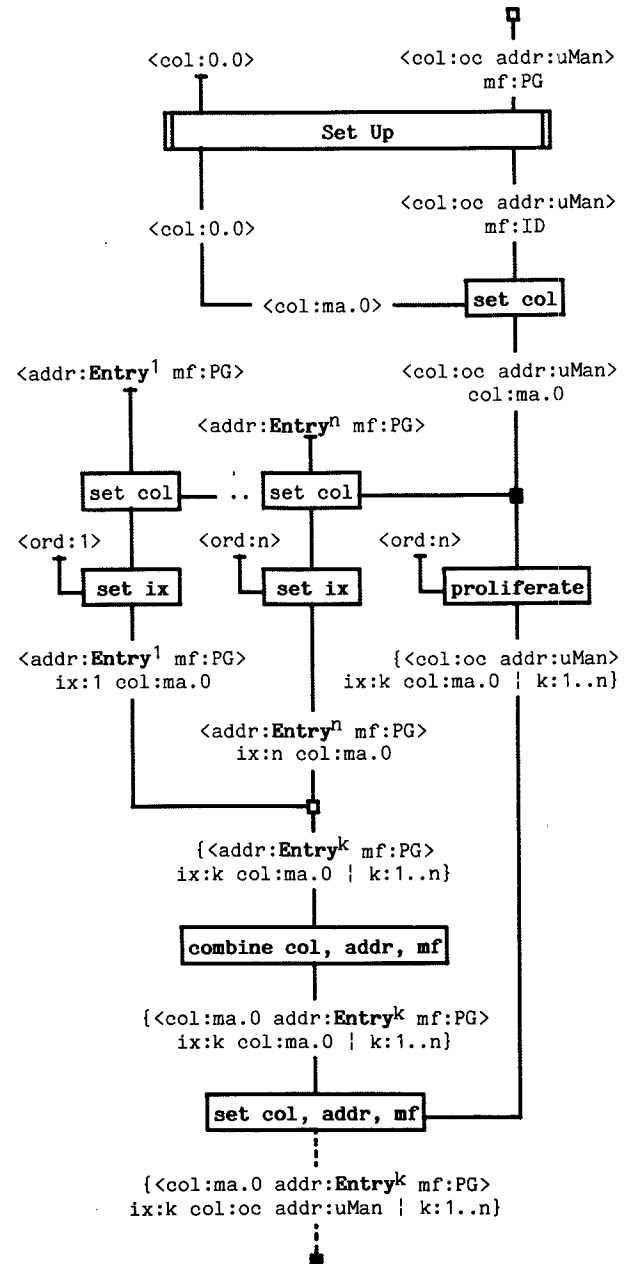 <col:0.0>
<col:oc addr:uMan>
mf:PG
Set Up
<col:0.0>
<col:oc addr:uMan>
mf:ID
<col:ma.0>
set col
<addr:Entry¹ mf:PG>
<col:oc addr:uMan>
col:ma.0
<addr:Entryⁿ mf:PG>
set col
..
set col
<ord:1>
<ord:n>
<ord:n>
set ix
set ix
proliferate
<addr:Entry¹ mf:PG>
ix:1 col:ma.0
{<col:oc addr:uMan>
ix:k col:ma.0 ¦ k:1..n}
<addr:Entryⁿ mf:PG>
ix:n col:ma.0
{<addr:Entryᵏ mf:PG>
ix:k col:ma.0 ¦ k:1..n}
combine col, addr, mf
{<col:ma.0 addr:Entryᵏ mf:PG>
ix:k col:ma.0 ¦ k:1..n}
set col, addr, mf
{<col:ma.0 addr:Entryᵏ mf:PG>
ix:k col:oc addr:uMan ¦ k:1..n}